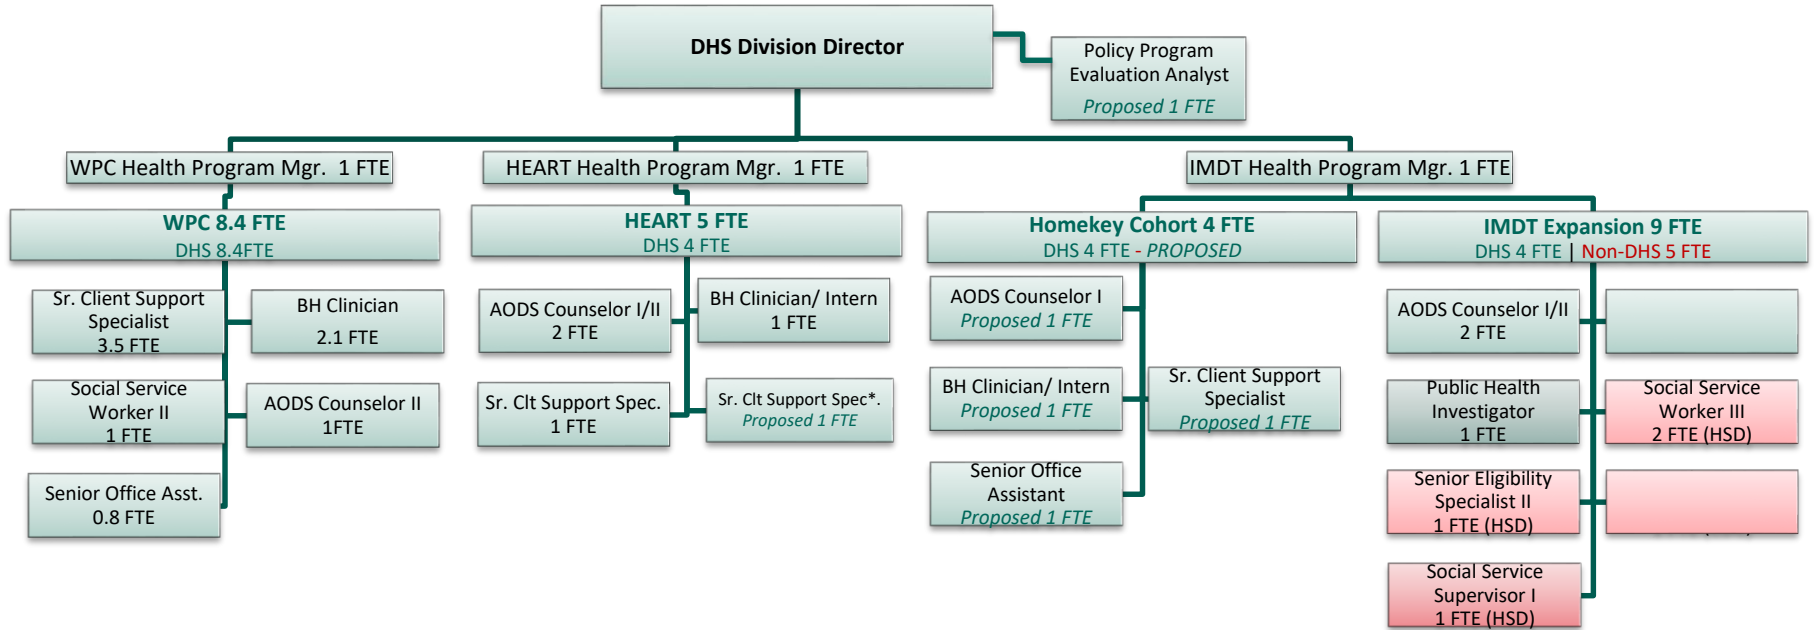 DHS Division Director
Policy Program
Evaluation Analyst
Proposed 1 FTE
WPC Health Program Mgr. 1 FTE
HEART Health Program Mgr. 1 FTE
IMDT Health Program Mgr. 1 FTE
WPC 8.4 FTE
DHS 8.4FTE
Sr. Client Support
Specialist
3.5 FTE
BH Clinician
2.1 FTE
Social Service
Worker II
1 FTE
AODS Counselor II
1FTE
Senior Office Asst.
0.8 FTE
HEART 5 FTE
DHS 4 FTE
AODS Counselor I/II
2 FTE
BH Clinician/ Intern
1 FTE
Sr. Clt Support Spec.
1 FTE
Sr. Clt Support Spec*.
Proposed 1 FTE
Homekey Cohort 4 FTE
DHS 4 FTE - PROPOSED
AODS Counselor I
Proposed 1 FTE
BH Clinician/ Intern
Proposed 1 FTE
Sr. Client Support
Specialist
Proposed 1 FTE
Senior Office
Assistant
Proposed 1 FTE
IMDT Expansion 9 FTE
DHS 4 FTE | Non-DHS 5 FTE
AODS Counselor I/II
2 FTE
Public Health
Investigator
1 FTE
Social Service
Worker III
2 FTE (HSD)
Senior Eligibility
Specialist II
1 FTE (HSD)
Social Service
Supervisor I
1 FTE (HSD)